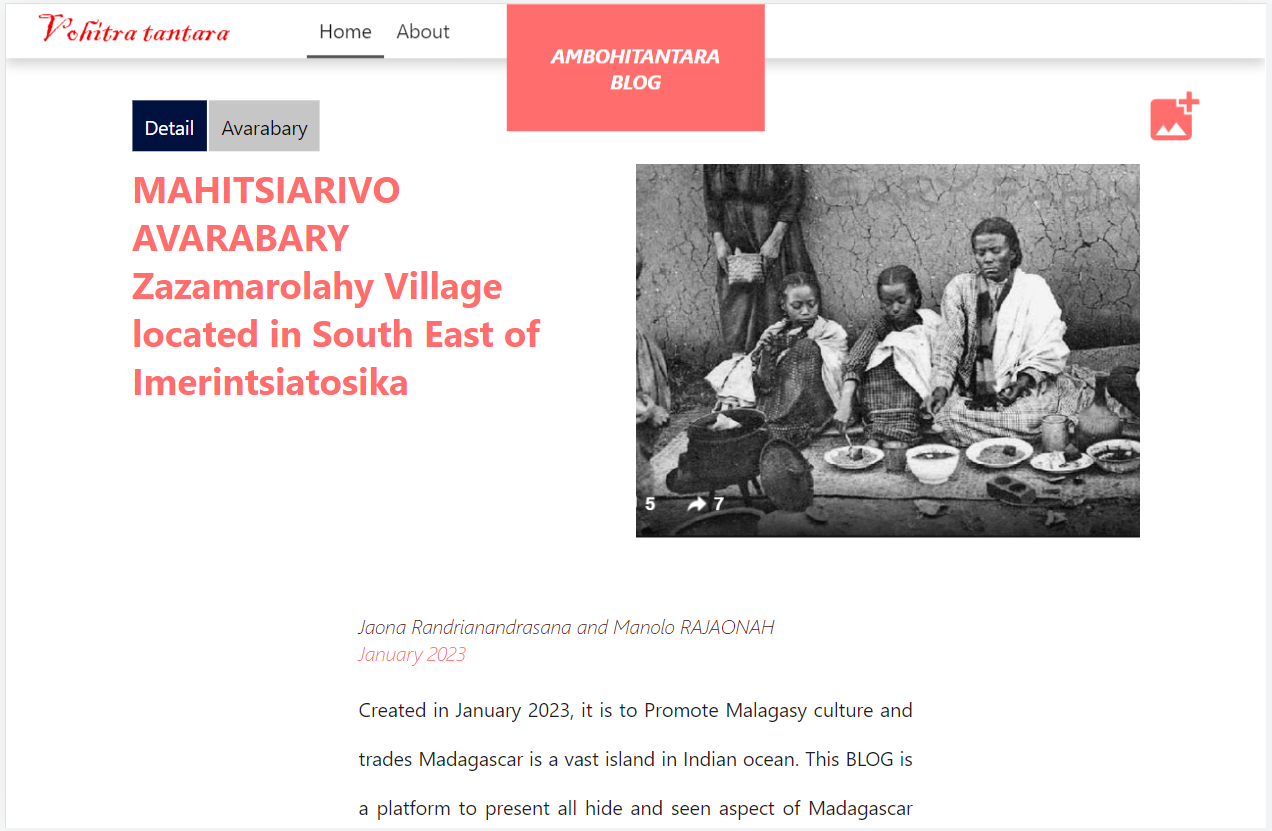 Vohitra tantara
Home About
AMBOHITANTARA
BLOG
Detail Avarabary
MAHITSIARIVO
AVARABARY
Zazamarolahy Village
located in South East of
Imerintsiatosika
5 7
Jaona Randrianandrasana and Manolo RAJAONAH
January 2023
Created in January 2023, it is to Promote Malagasy culture and
trades Madagascar is a vast island in Indian ocean. This BLOG is
a platform to present all hide and seen aspect of Madagascar